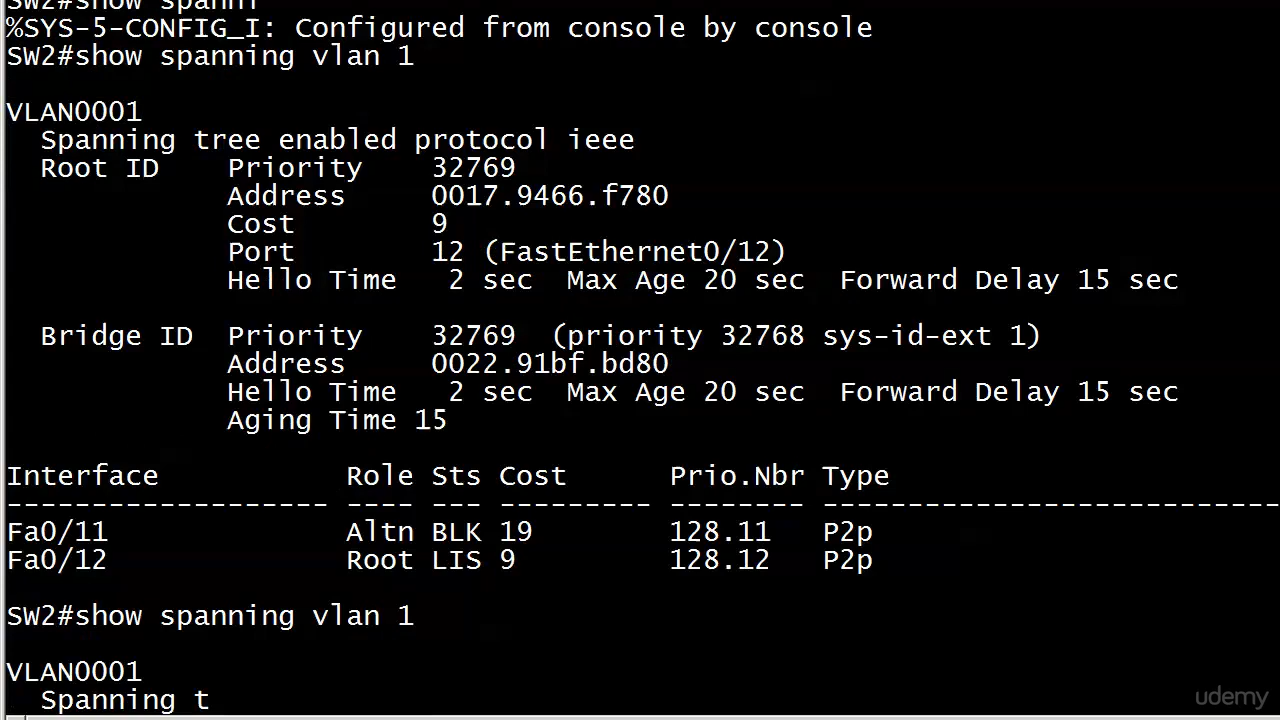 SW2#show spanni
%SYS-5-CONFIG_I: Configured from console by console
SW2#show spanning vlan 1
VLAN0001
  Spanning tree enabled protocol ieee
  Root ID    Priority    32769
             Address     0017.9466.f780
             Cost        9
             Port        12 (FastEthernet0/12)
             Hello Time   2 sec  Max Age 20 sec  Forward Delay 15 sec
  Bridge ID  Priority    32769  (priority 32768 sys-id-ext 1)
             Address     0022.91bf.bd80
             Hello Time   2 sec  Max Age 20 sec  Forward Delay 15 sec
             Aging Time 15
Interface           Role Sts Cost      Prio.Nbr Type
------------------- ---- --- --------- -------- ---------------------------
Fa0/11              Altn BLK 19        128.11   P2p
Fa0/12              Root LIS 9         128.12   P2p
SW2#show spanning vlan 1
VLAN0001
  Spanning t
udemy